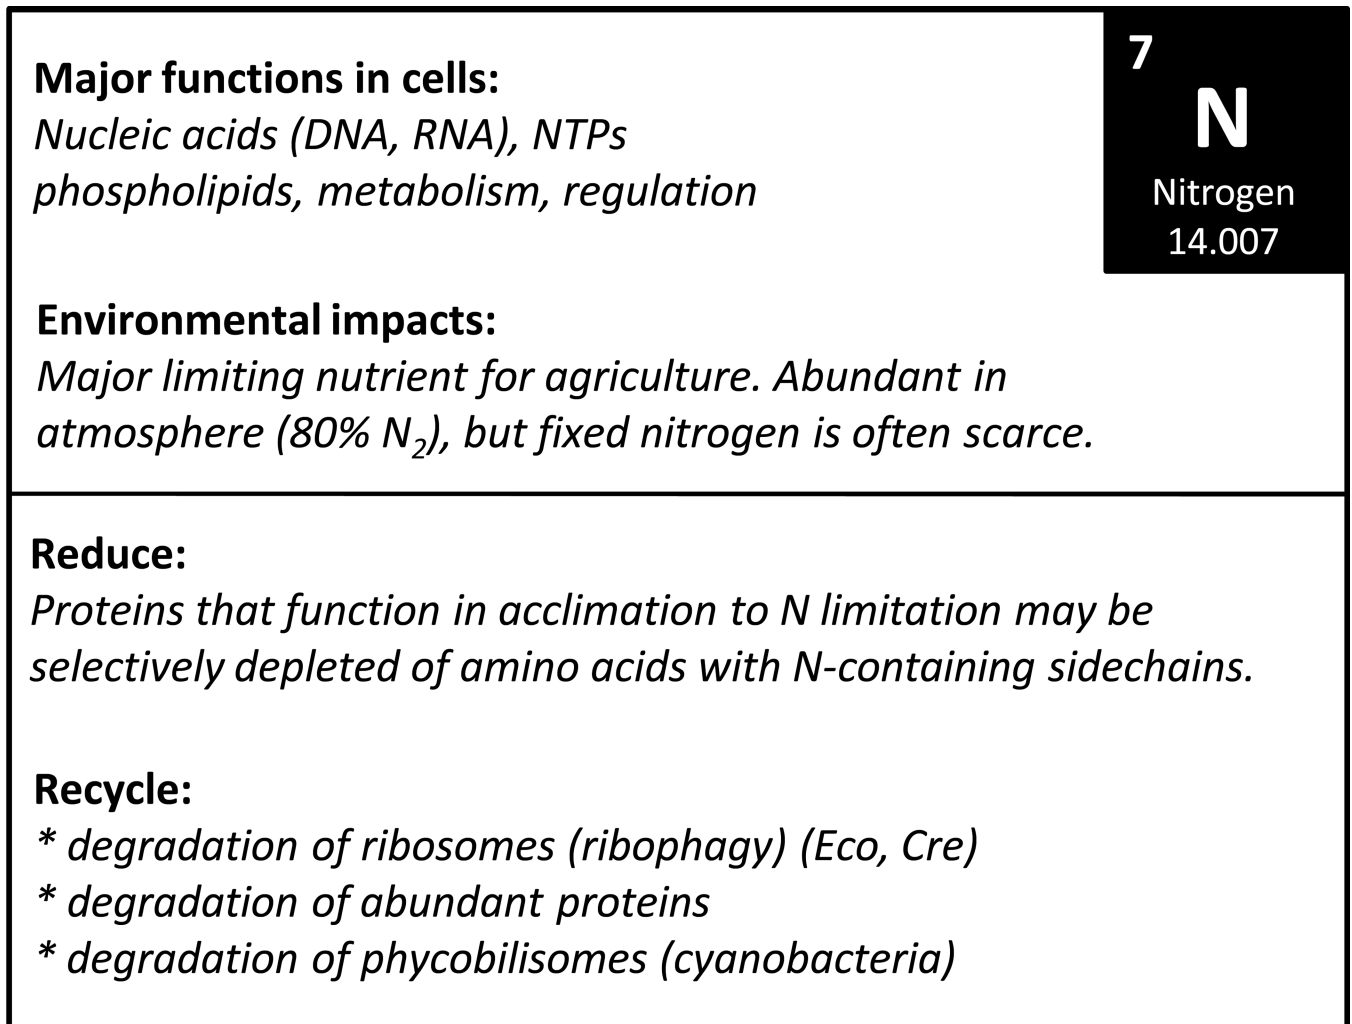 Major functions in cells:
Nucleic acids (DNA, RNA), NTPs
phospholipids, metabolism, regulation
7
N
Nitrogen
14.007
Environmental impacts:
Major limiting nutrient for agriculture. Abundant in
atmosphere (80% N₂), but fixed nitrogen is often scarce.
Reduce:
Proteins that function in acclimation to N limitation may be
selectively depleted of amino acids with N-containing sidechains.
Recycle:
* degradation of ribosomes (ribophagy) (Eco, Cre)
* degradation of abundant proteins
* degradation of phycobilisomes (cyanobacteria)